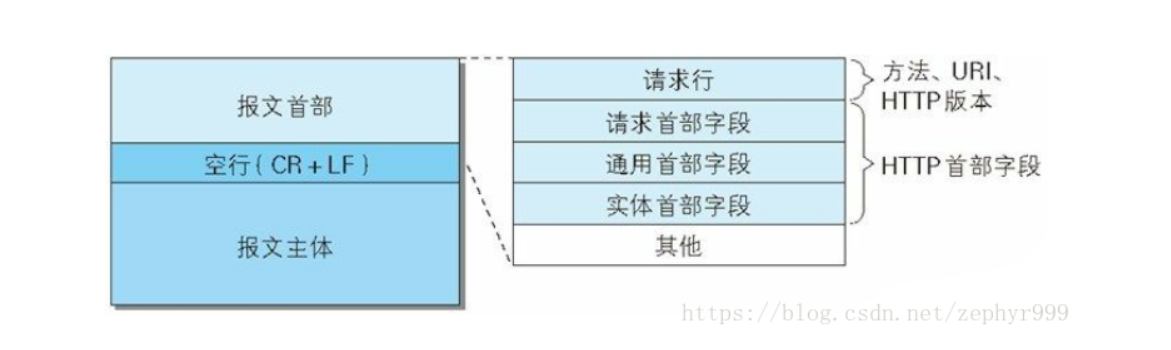 报文首部
空行(CR+LF)
报文主体
请求行
请求首部字段
通用首部字段
实体首部字段
其他
方法、URI、
HTTP版本
HTTP首部字段
https://blog.csdn.net/zephyr999